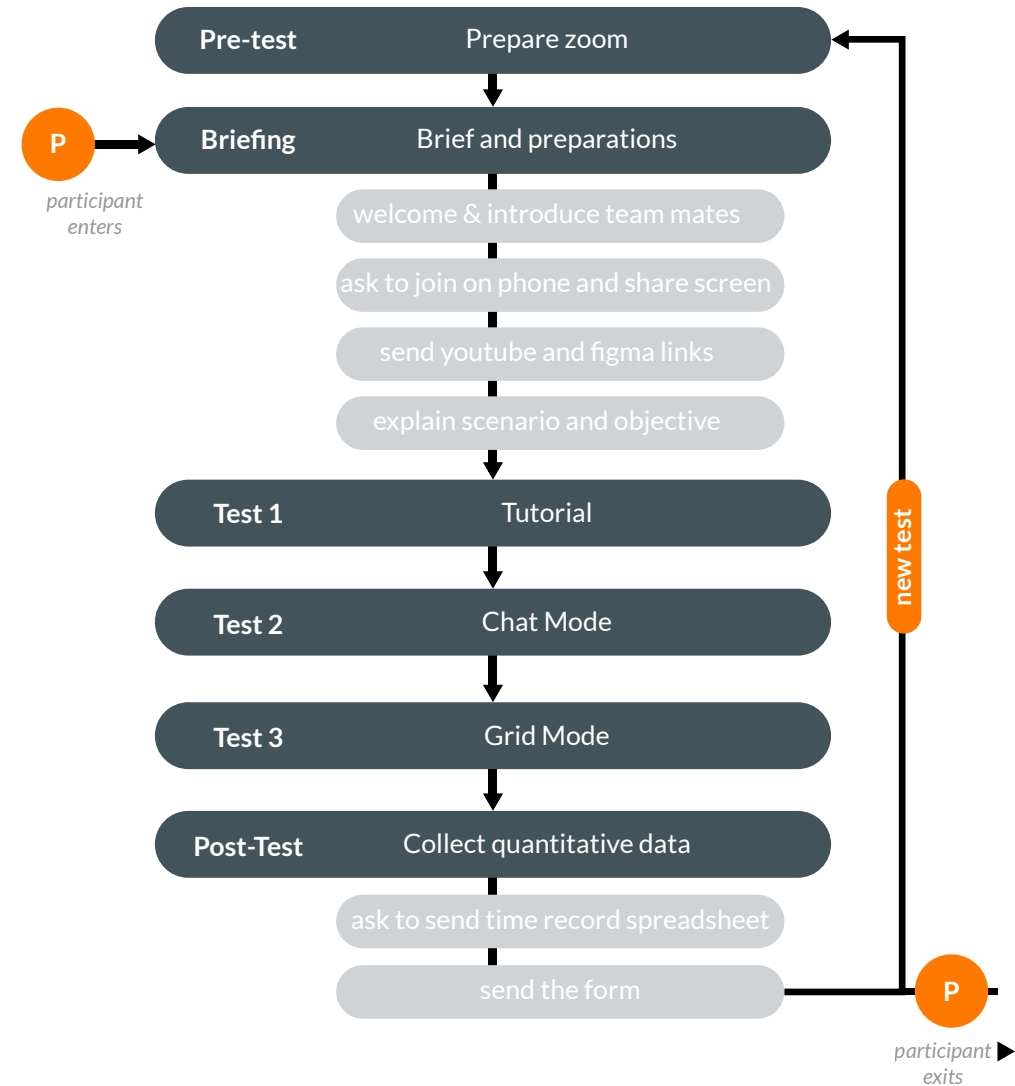 Pre-test Prepare zoom
P
Briefing Brief and preparations
participant
enters
welcome & introduce team mates
ask to join on phone and share screen
send youtube and figma links
explain scenario and objective
Test 1 Tutorial
new test
Test 2 Chat Mode
Test 3 Grid Mode
Post-Test Collect quantitative data
ask to send time record spreadsheet
send the form
P
participant
exits